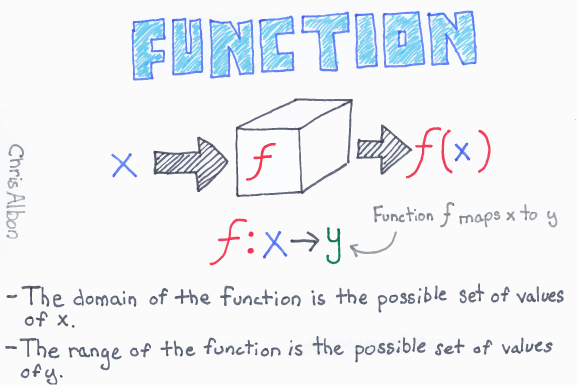 FUNCTION
x f f(x)
f: x → y
Function f maps x to y
- The domain of the function is the possible set of values
of x.
- The range of the function is the possible set of values
of y.
Chris Albon